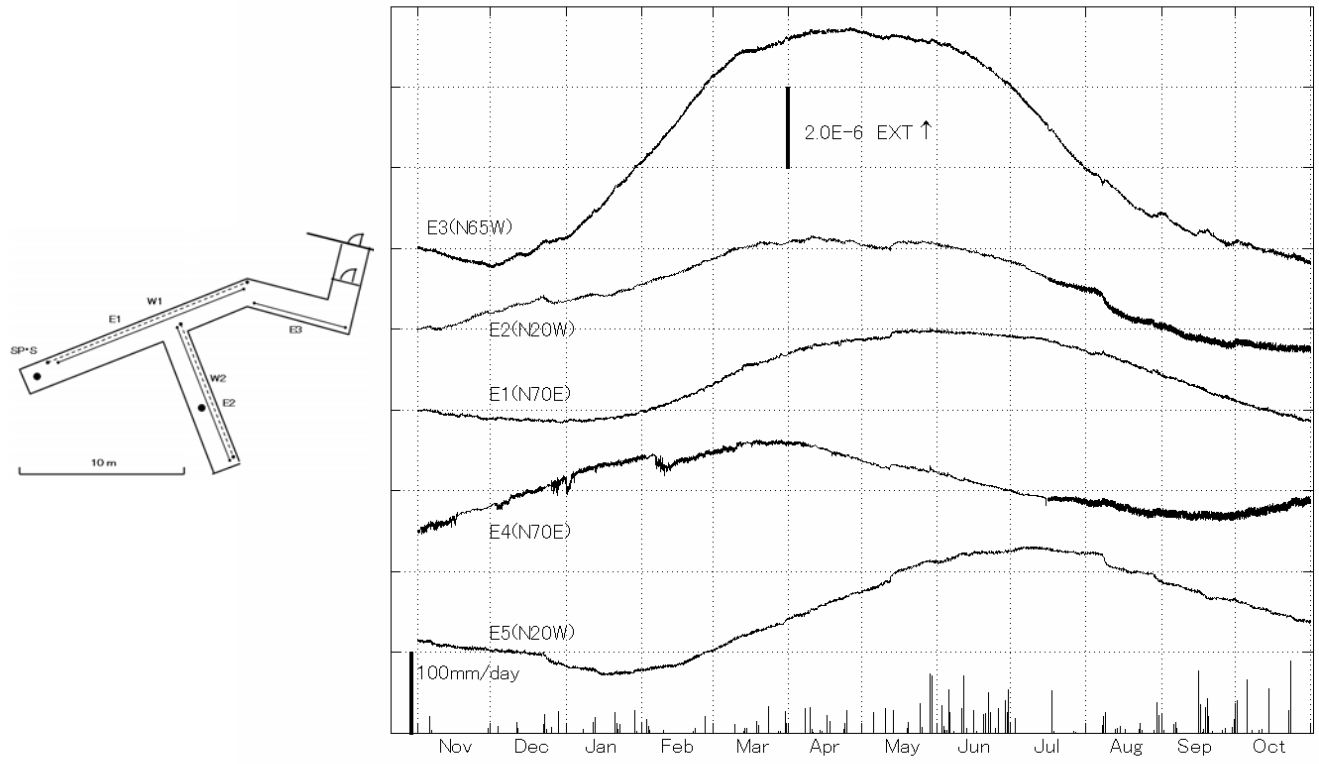 W1
E1
E3
SP•S
W2
E2
10 m
2.0E-6 EXT ↑
E3(N65W)
E2(N20W)
E1(N70E)
E4(N70E)
E5(N20W)
100mm/day
Nov Dec Jan Feb Mar Apr May Jun Jul Aug Sep Oct